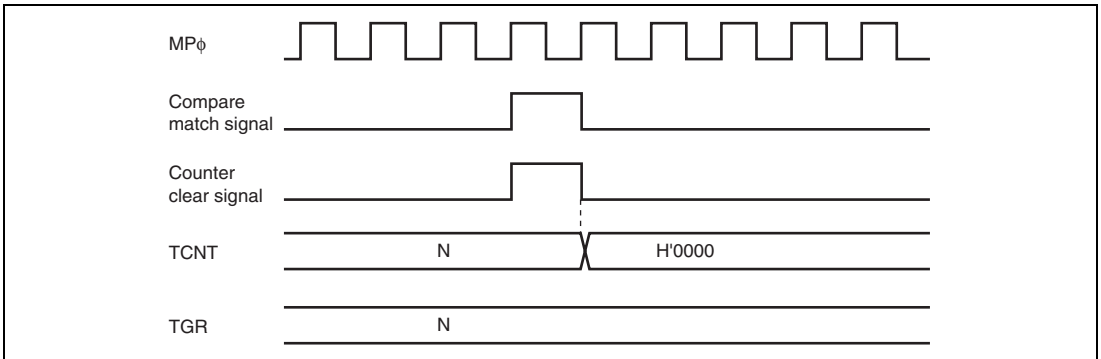 MPϕ
Compare
match signal
Counter
clear signal
TCNT
N
H'0000
TGR
N